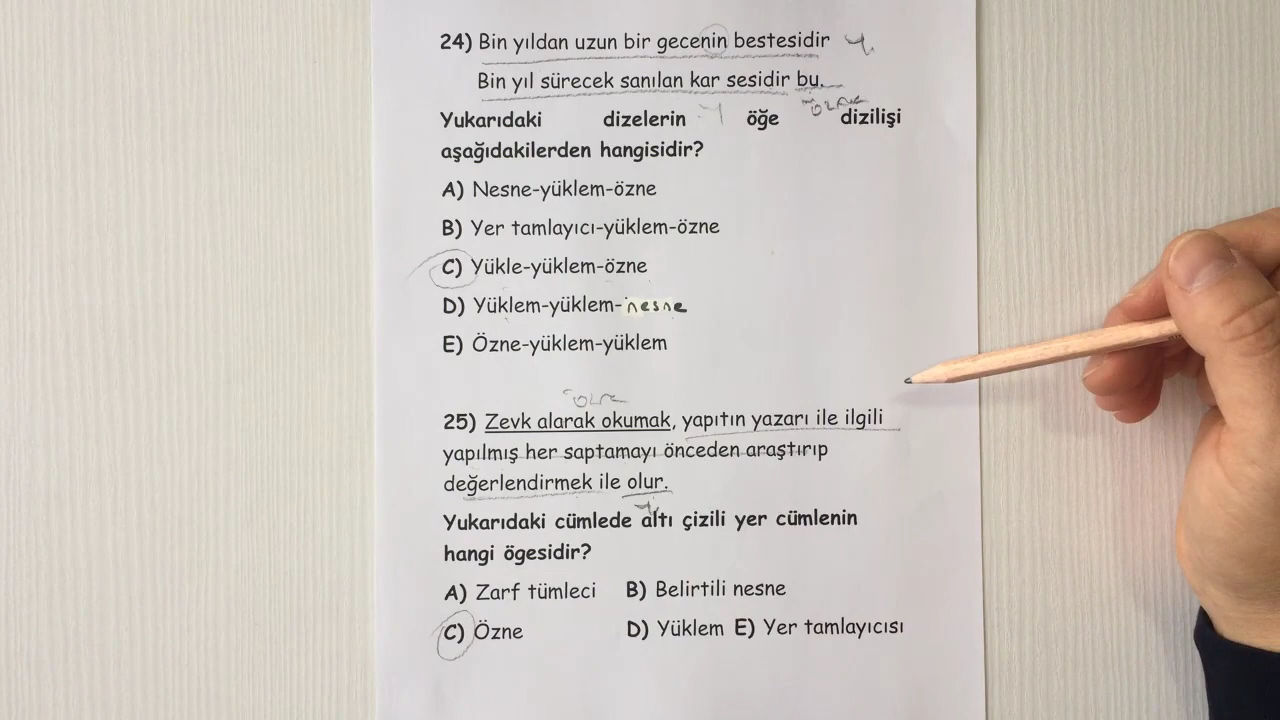 24) Bin yıldan uzun bir gecenin bestesidir Y.
Bin yıl sürecek sanılan kar sesidir bu.
Y özne
Yukarıdaki dizelerin öğe dizilişi
aşağıdakilerden hangisidir?
A) Nesne-yüklem-özne
B) Yer tamlayıcı-yüklem-özne
C) Yükle-yüklem-özne
D) Yüklem-yüklem-nesne
E) Özne-yüklem-yüklem
özne
25) Zevk alarak okumak, yapıtın yazarı ile ilgili
yapılmış her saptamayı önceden araştırıp
değerlendirmek ile olur.
Y
Yukarıdaki cümlede altı çizili yer cümlenin
hangi ögesidir?
A) Zarf tümleci B) Belirtili nesne
C) Özne D) Yüklem E) Yer tamlayıcısı